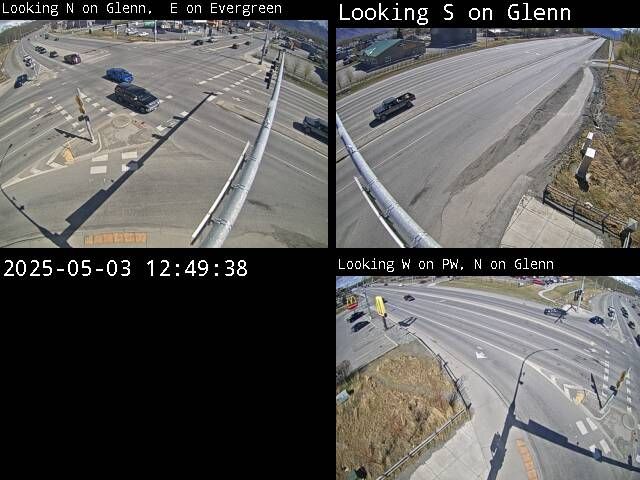 Looking N on Glenn,  E on Evergreen
Looking S on Glenn
2025-05-03 12:49:38
Looking W on PW, N on Glenn